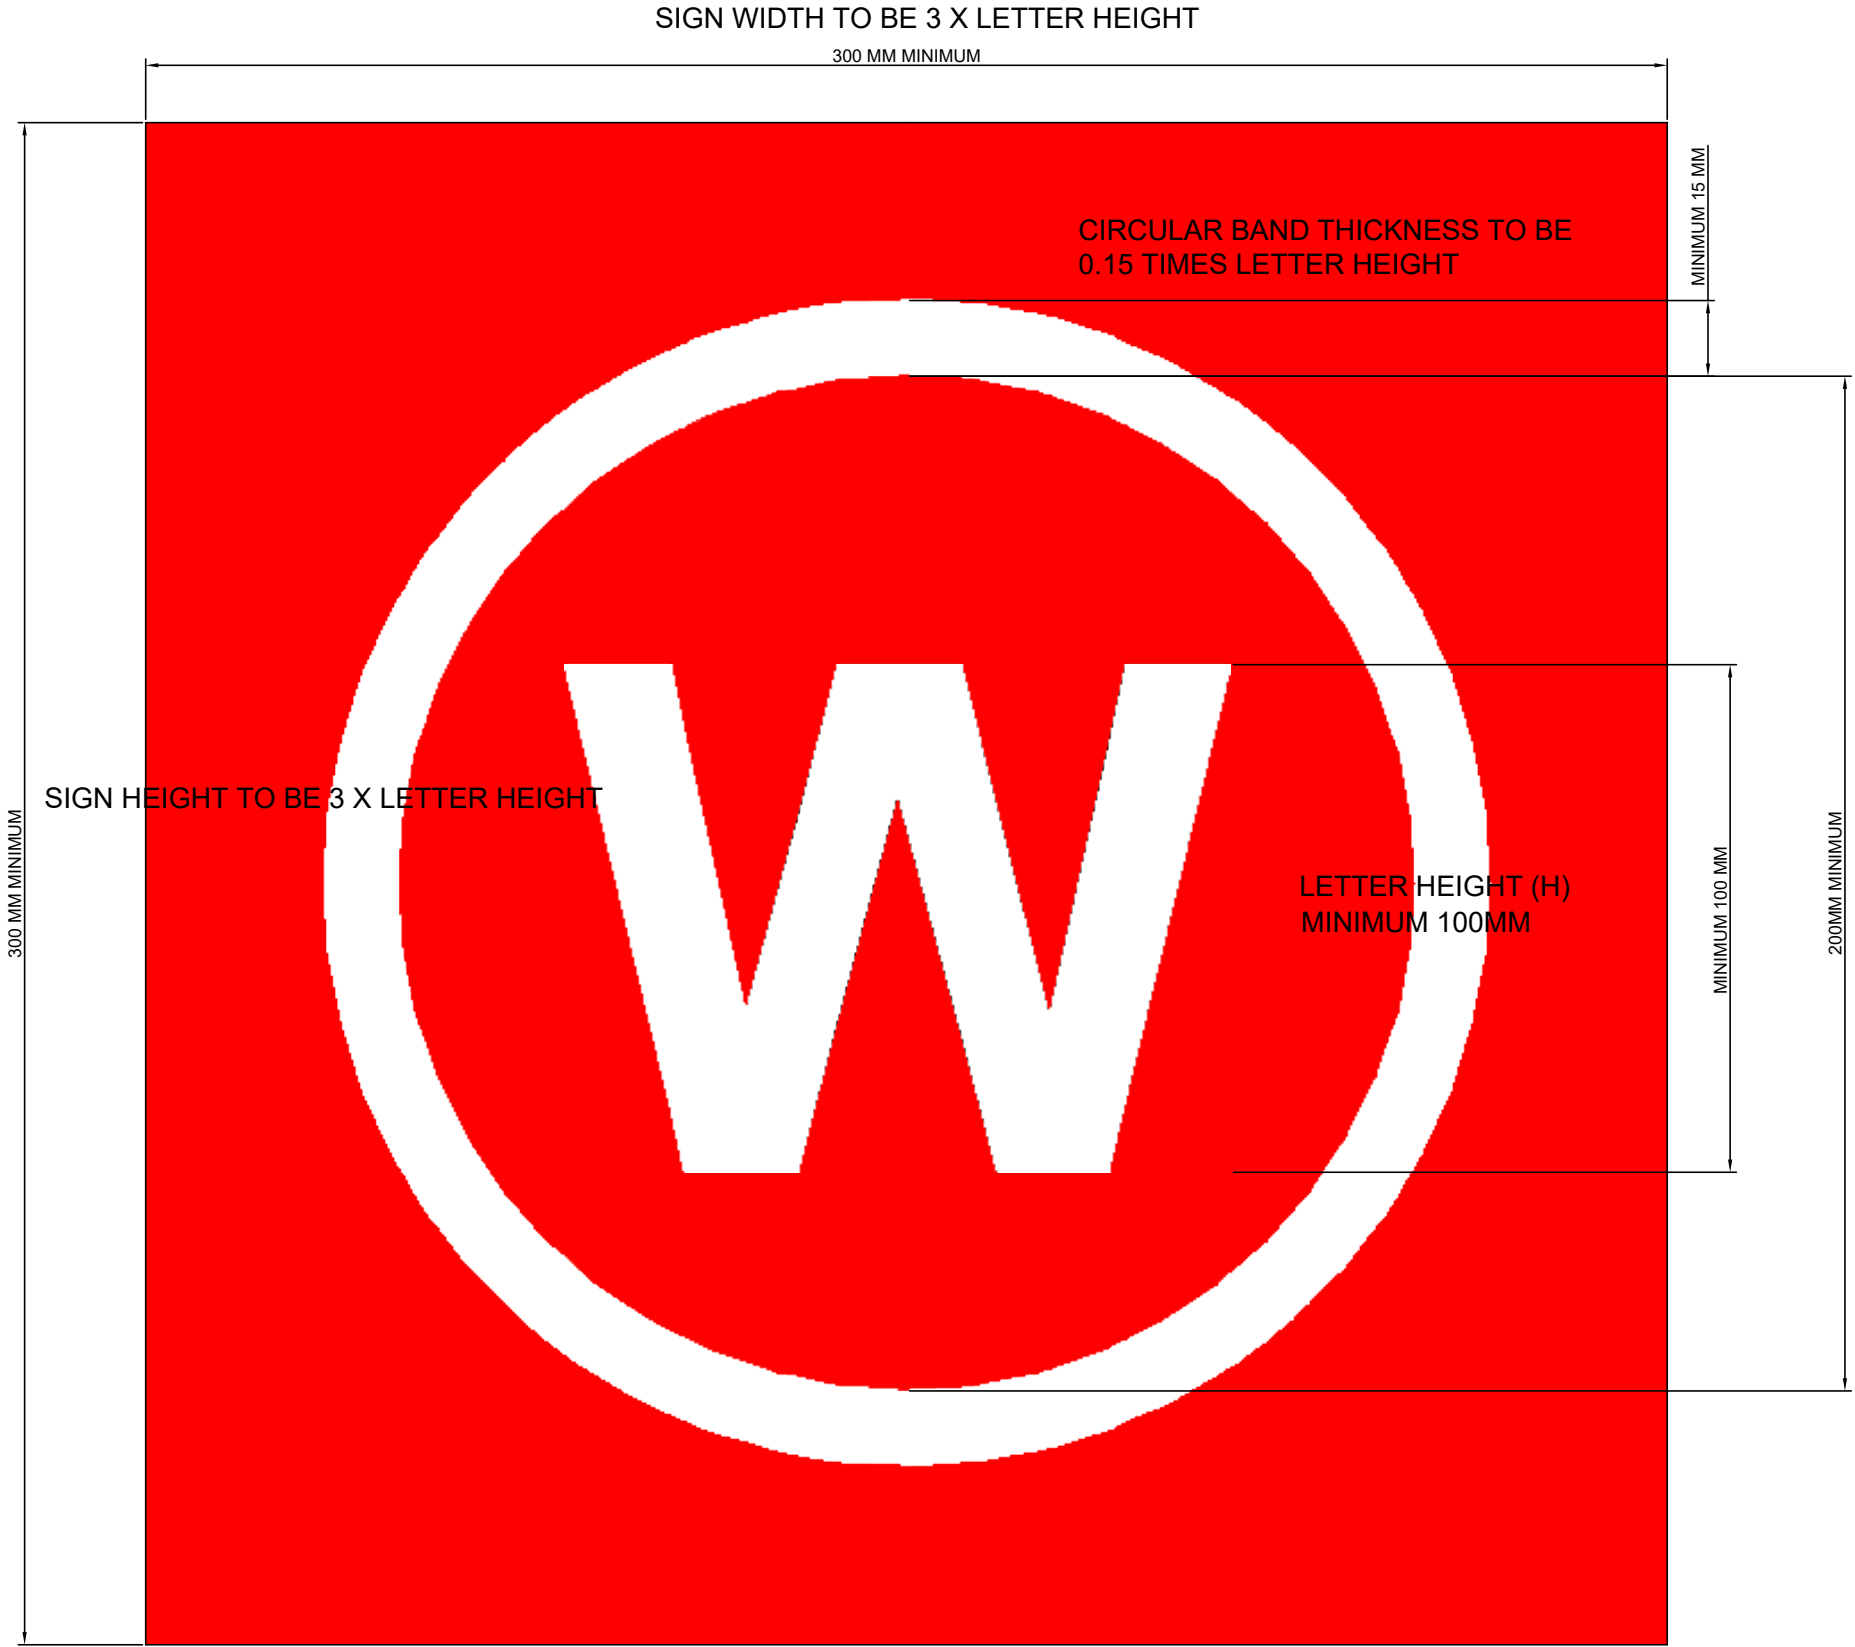 SIGN WIDTH TO BE 3 X LETTER HEIGHT
300 MM MINIMUM
MINIMUM 15 MM
CIRCULAR BAND THICKNESS TO BE
0.15 TIMES LETTER HEIGHT
W
SIGN HEIGHT TO BE 3 X LETTER HEIGHT
300 MM MINIMUM
LETTER HEIGHT (H)
MINIMUM 100MM
MINIMUM 100 MM
200MM MINIMUM